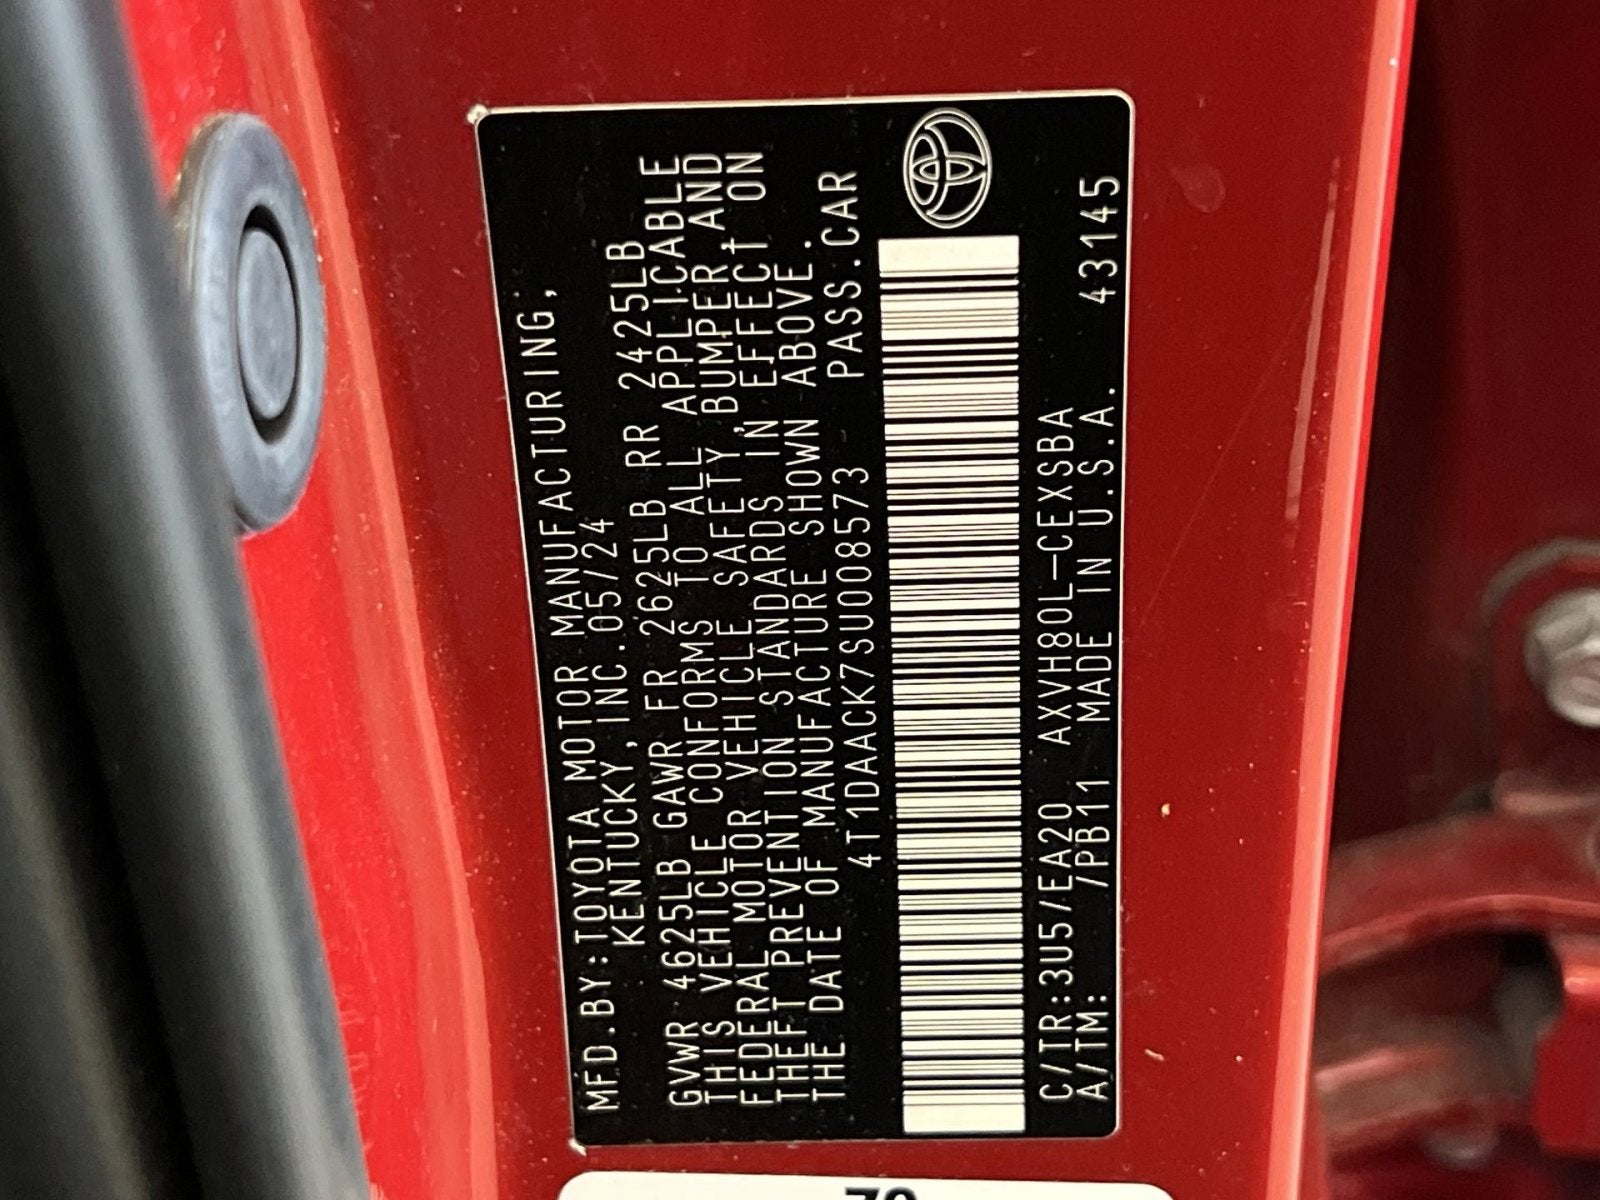 MFD.BY:TOYOTA MOTOR MANUFACTURING,
KENTUCKY, INC.05/24
GVWR 4625LB GAWR FR 2625LB RR 2425LB
THIS VEHICLE CONFORMS TO ALL APPLICABLE
FEDERAL MOTOR VEHICLE SAFETY,BUMPER,AND
THEFT PREVENTION STANDARDS IN EFFECT ON
THE DATE OF MANUFACTURE SHOWN ABOVE.
4T1DAACK7SU008573 PASS.CAR
C/TR:3U5/EA20 AXVH80L-CEXSBA
A/TM: /PB11 MADE IN U.S.A. 43145